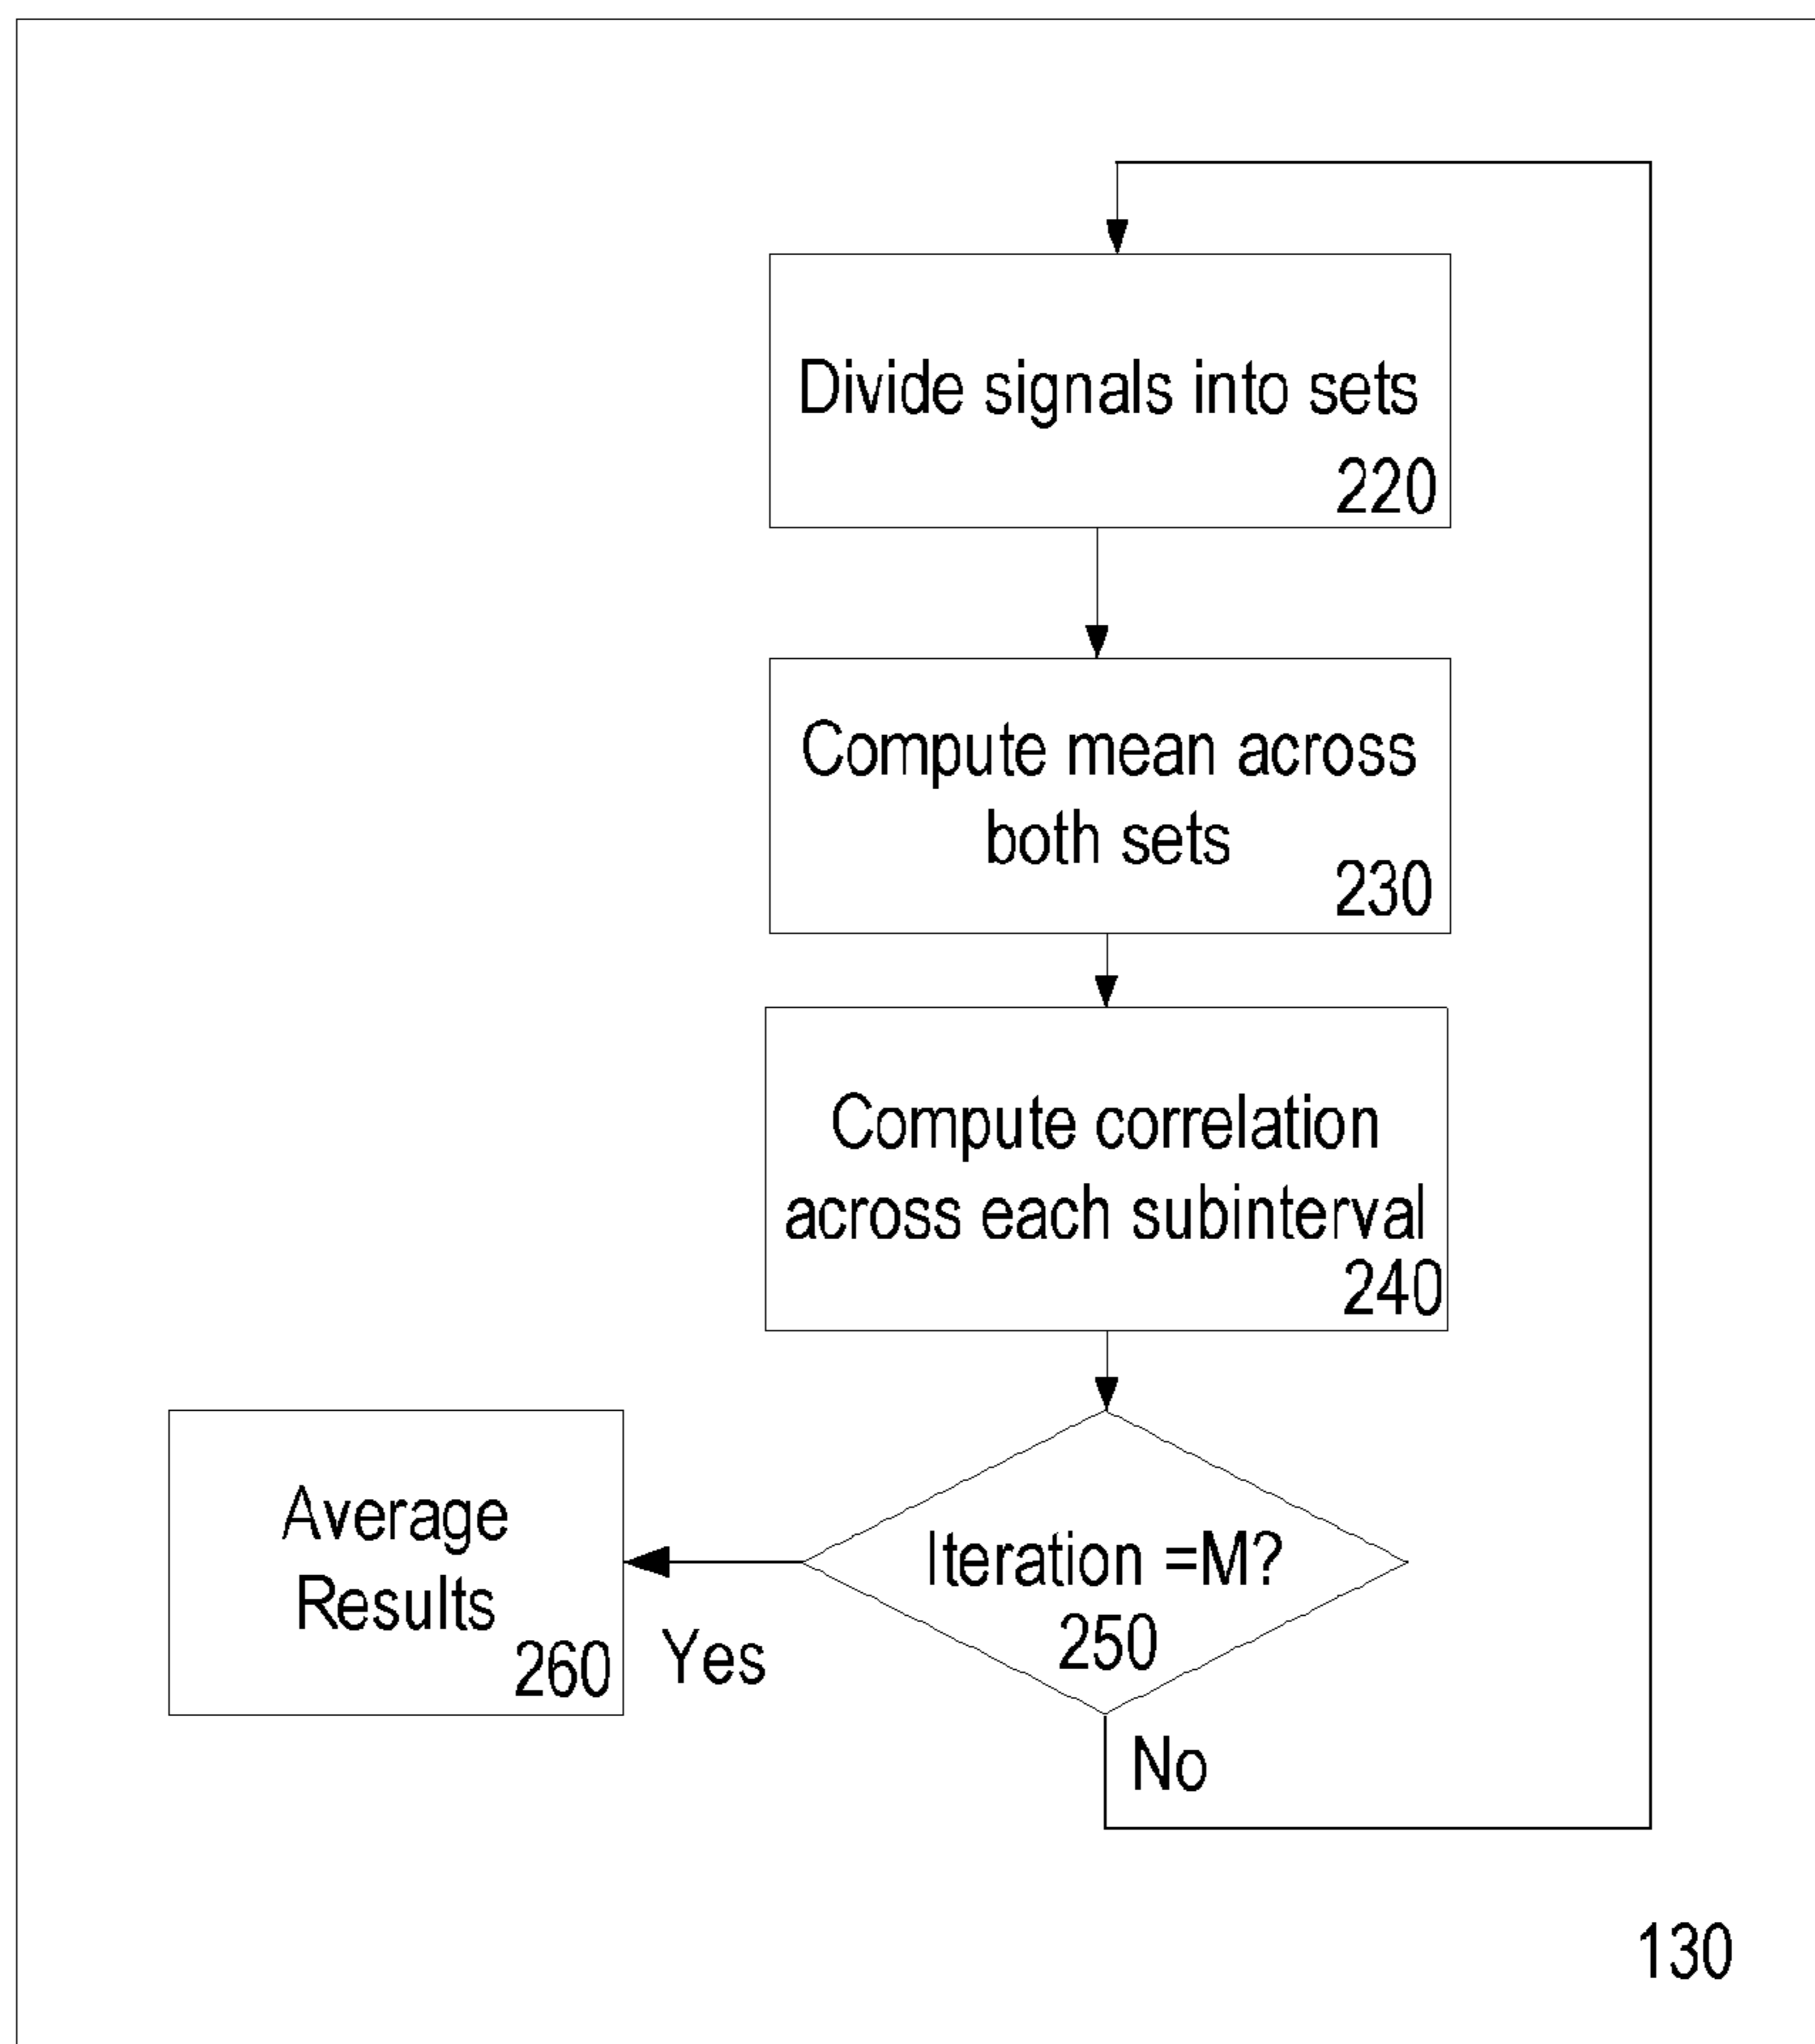 Divide signals into sets
220
Compute mean across
both sets
230
Compute correlation
across each subinterval
240
Iteration =M?
250
Yes
Average
Results
260
No
130